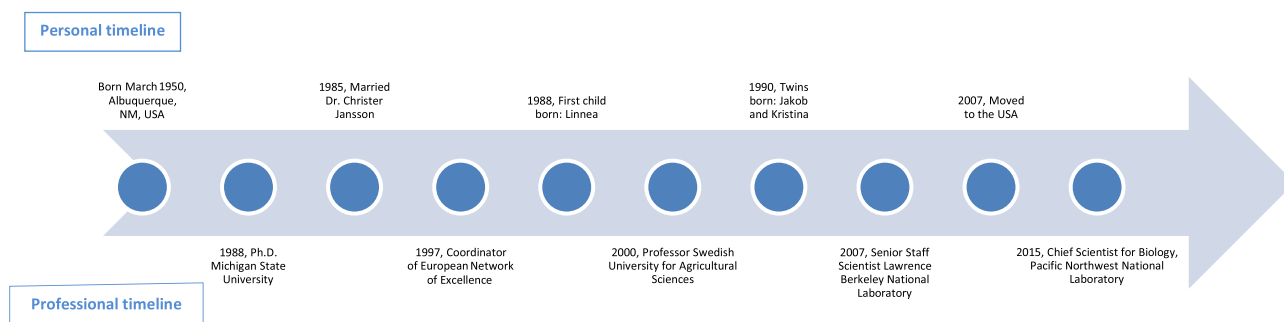 Personal timeline
Born March 1950,
Albuquerque,
NM, USA
1985, Married
Dr. Christer
Jansson
1988, First child
born: Linnea
1990, Twins
born: Jakob
and Kristina
2007, Moved
to the USA
1988, Ph.D.
Michigan State
University
1997, Coordinator
of European Network
of Excellence
2000, Professor Swedish
University for Agricultural
Sciences
2007, Senior Staff
Scientist Lawrence
Berkeley National
Laboratory
2015, Chief Scientist for Biology,
Pacific Northwest National
Laboratory
Professional timeline